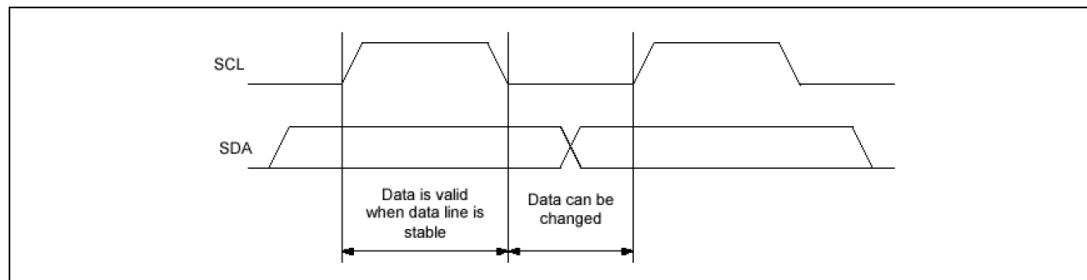 SCL
SDA
Data is valid
when data line is
stable
Data can be
changed